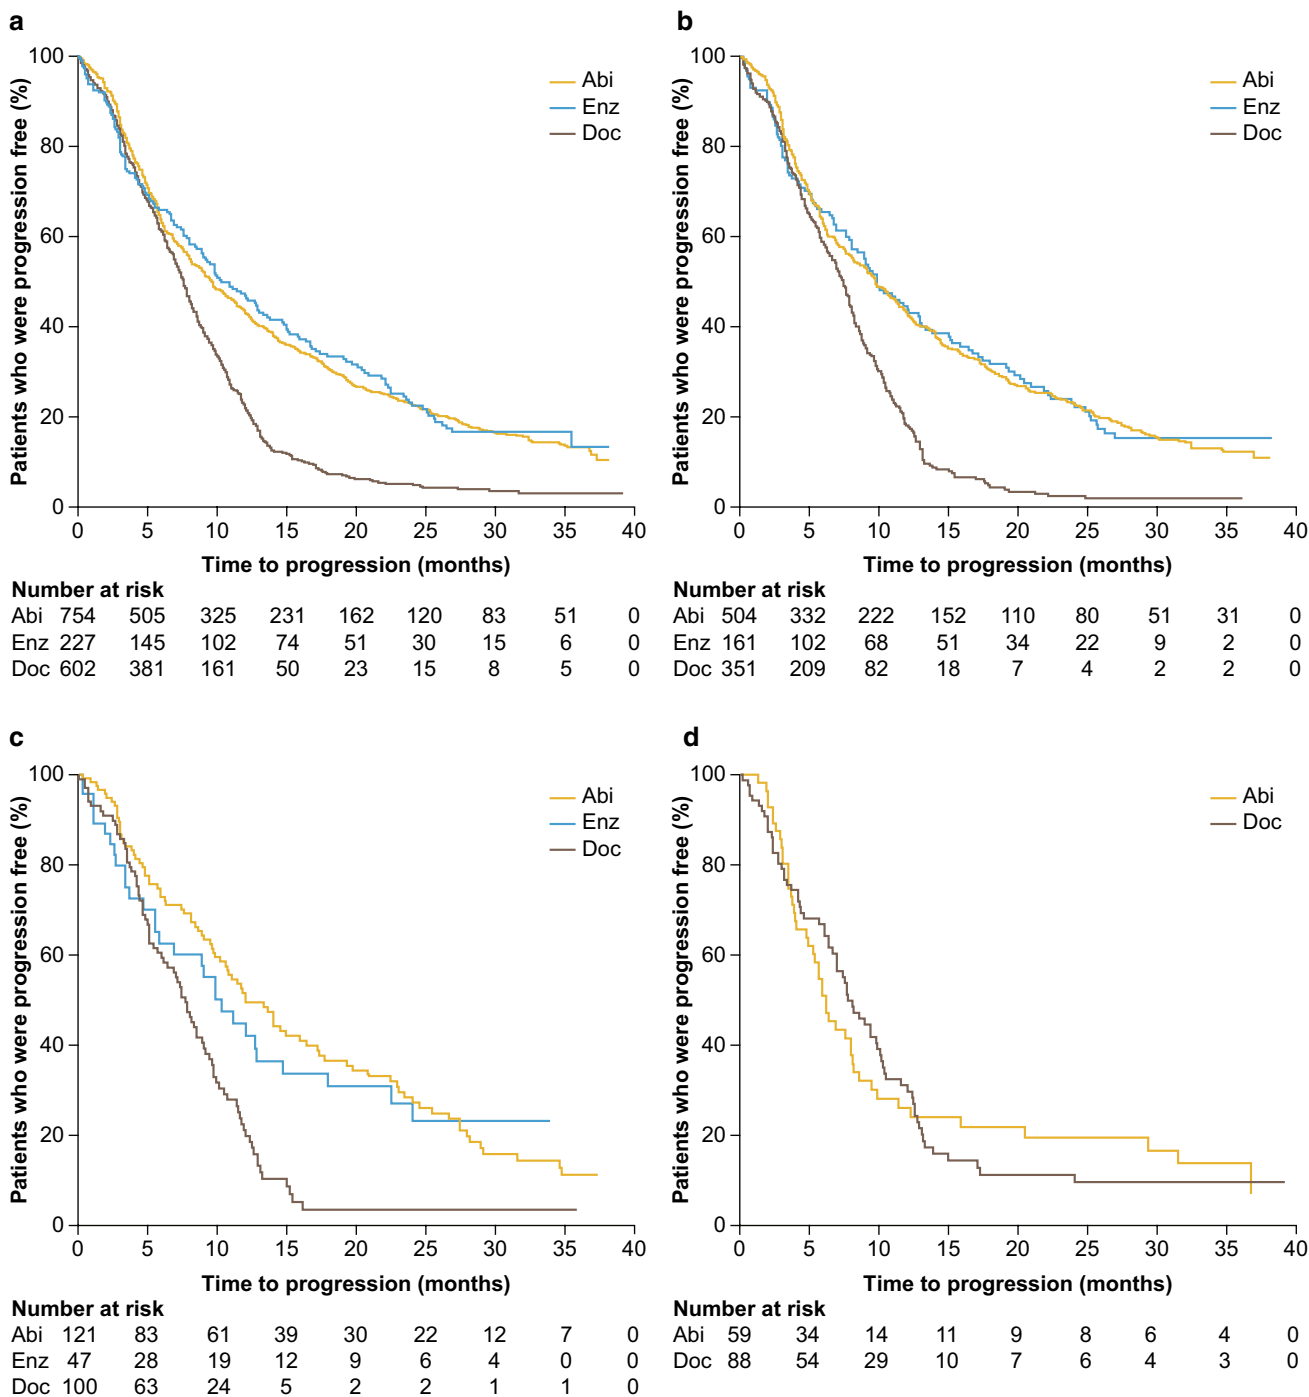 a
Patients who were progression free (%)
100
80
60
40
20
0
Abi
Enz
Doc
0 5 10 15 20 25 30 35 40
Time to progression (months)
Number at risk
Abi 754 505 325 231 162 120 83 51 0
Enz 227 145 102 74 51 30 15 6 0
Doc 602 381 161 50 23 15 8 5 0
b
Patients who were progression free (%)
100
80
60
40
20
0
Abi
Enz
Doc
0 5 10 15 20 25 30 35 40
Time to progression (months)
Number at risk
Abi 504 332 222 152 110 80 51 31 0
Enz 161 102 68 51 34 22 9 2 0
Doc 351 209 82 18 7 4 2 2 0
c
Patients who were progression free (%)
100
80
60
40
20
0
Abi
Enz
Doc
0 5 10 15 20 25 30 35 40
Time to progression (months)
Number at risk
Abi 121 83 61 39 30 22 12 7 0
Enz 47 28 19 12 9 6 4 0 0
Doc 100 63 24 5 2 2 1 1 0
d
Patients who were progression free (%)
100
80
60
40
20
0
Abi
Doc
0 5 10 15 20 25 30 35 40
Time to progression (months)
Number at risk
Abi 59 34 14 11 9 8 6 4 0
Doc 88 54 29 10 7 6 4 3 0